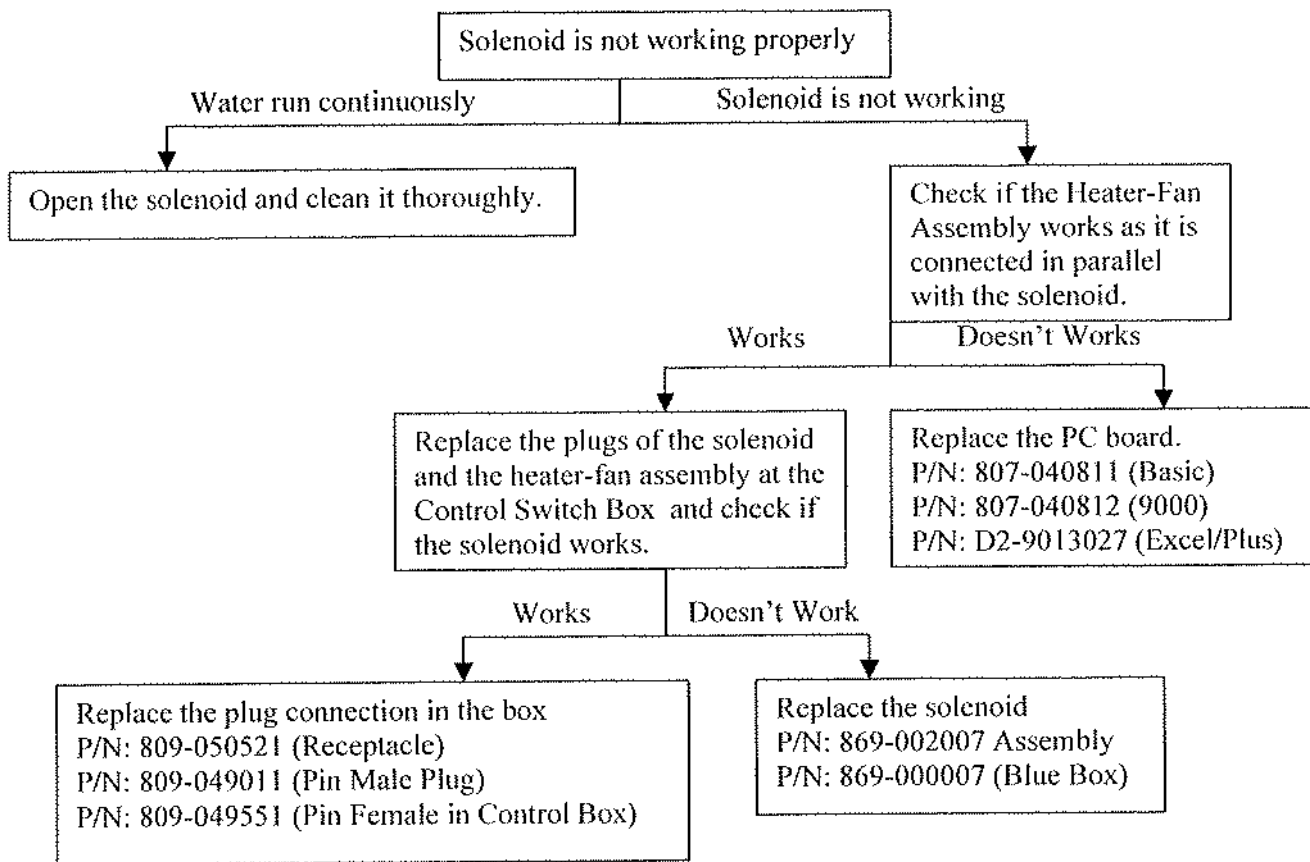 Solenoid is not working properly
Water run continuously
Solenoid is not working
Open the solenoid and clean it thoroughly.
Check if the Heater-Fan
Assembly works as it is
connected in parallel
with the solenoid.
Works
Doesn't Works
Replace the plugs of the solenoid
and the heater-fan assembly at the
Control Switch Box and check if
the solenoid works.
Replace the PC board.
P/N: 807-040811 (Basic)
P/N: 807-040812 (9000)
P/N: D2-9013027 (Excel/Plus)
Works
Doesn't Work
Replace the plug connection in the box
P/N: 809-050521 (Receptacle)
P/N: 809-049011 (Pin Male Plug)
P/N: 809-049551 (Pin Female in Control Box)
Replace the solenoid
P/N: 869-002007 Assembly
P/N: 869-000007 (Blue Box)